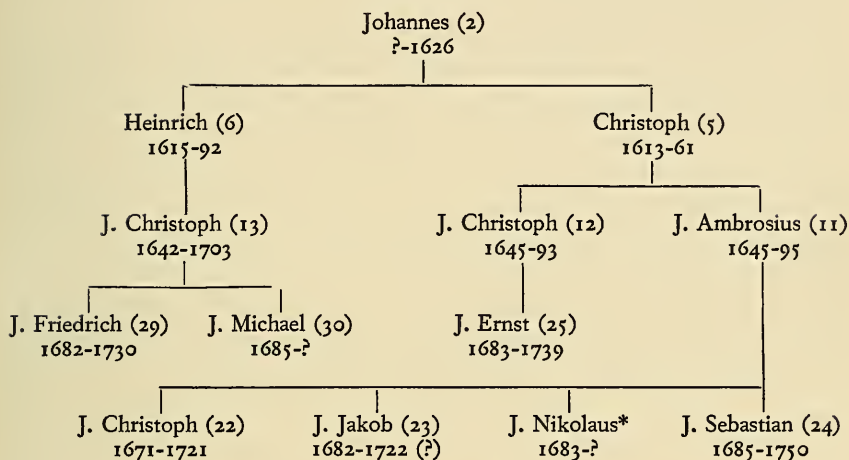 Johannes (2)
?-1626
Heinrich (6) Christoph (5)
1615-92 1613-61
J. Christoph (13) J. Christoph (12) J. Ambrosius (11)
1642-1703 1645-93 1645-95
J. Friedrich (29) J. Michael (30) J. Ernst (25)
1682-1730 1685-? 1683-1739
J. Christoph (22) J. Jakob (23) J. Nikolaus* J. Sebastian (24)
1671-1721 1682-1722 (?) 1683-? 1685-1750